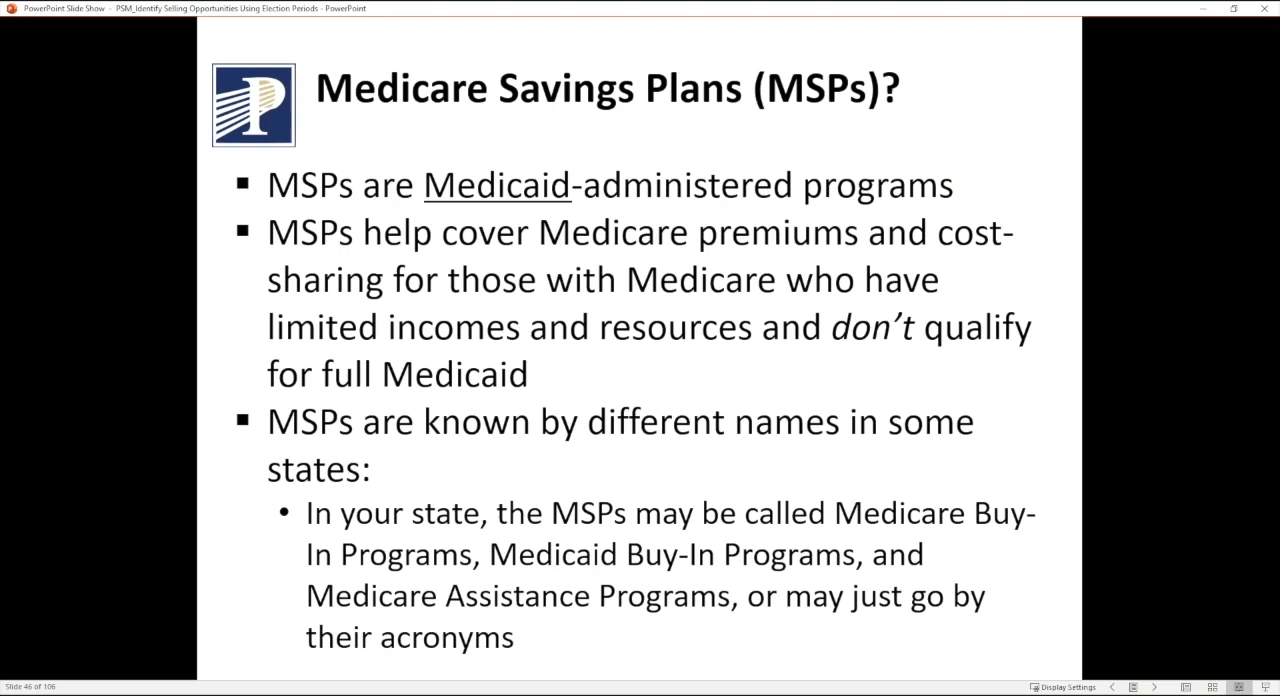 PowerPoint Slide Show - PSM_Identify Selling Opportunities Using Election Periods - PowerPoint
P
Medicare Savings Plans (MSPs)?
▪ MSPs are Medicaid-administered programs
▪ MSPs help cover Medicare premiums and cost-
sharing for those with Medicare who have
limited incomes and resources and don’t qualify
for full Medicaid
▪ MSPs are known by different names in some
states:
• In your state, the MSPs may be called Medicare Buy-
In Programs, Medicaid Buy-In Programs, and
Medicare Assistance Programs, or may just go by
their acronyms
Slide 46 of 106
Display Settings